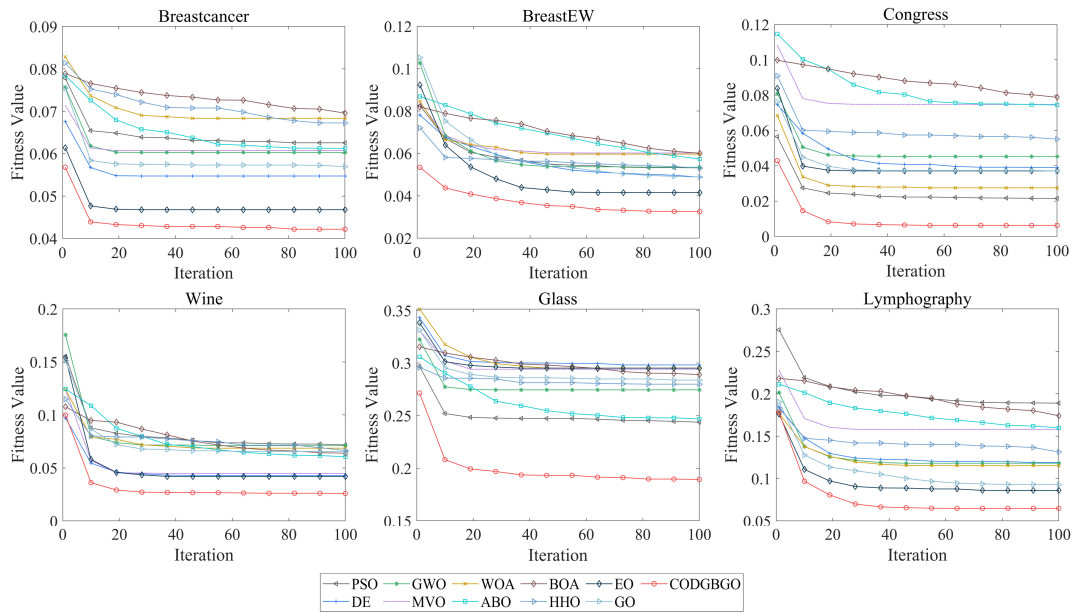 Breastcancer
0.09
0.08
0.07
0.06
0.05
0.04
Fitness Value
0 20 40 60 80 100
Iteration
BreastEW
0.12
0.1
0.08
0.06
0.04
0.02
Fitness Value
0 20 40 60 80 100
Iteration
Congress
0.12
0.1
0.08
0.06
0.04
0.02
0
Fitness Value
0 20 40 60 80 100
Iteration
Wine
0.2
0.15
0.1
0.05
0
Fitness Value
0 20 40 60 80 100
Iteration
Glass
0.35
0.3
0.25
0.2
0.15
Fitness Value
0 20 40 60 80 100
Iteration
Lymphography
0.3
0.25
0.2
0.15
0.1
0.05
Fitness Value
0 20 40 60 80 100
Iteration
PSO GWO WOA BOA EO CODGBGO
DE MVO ABO HHO GO